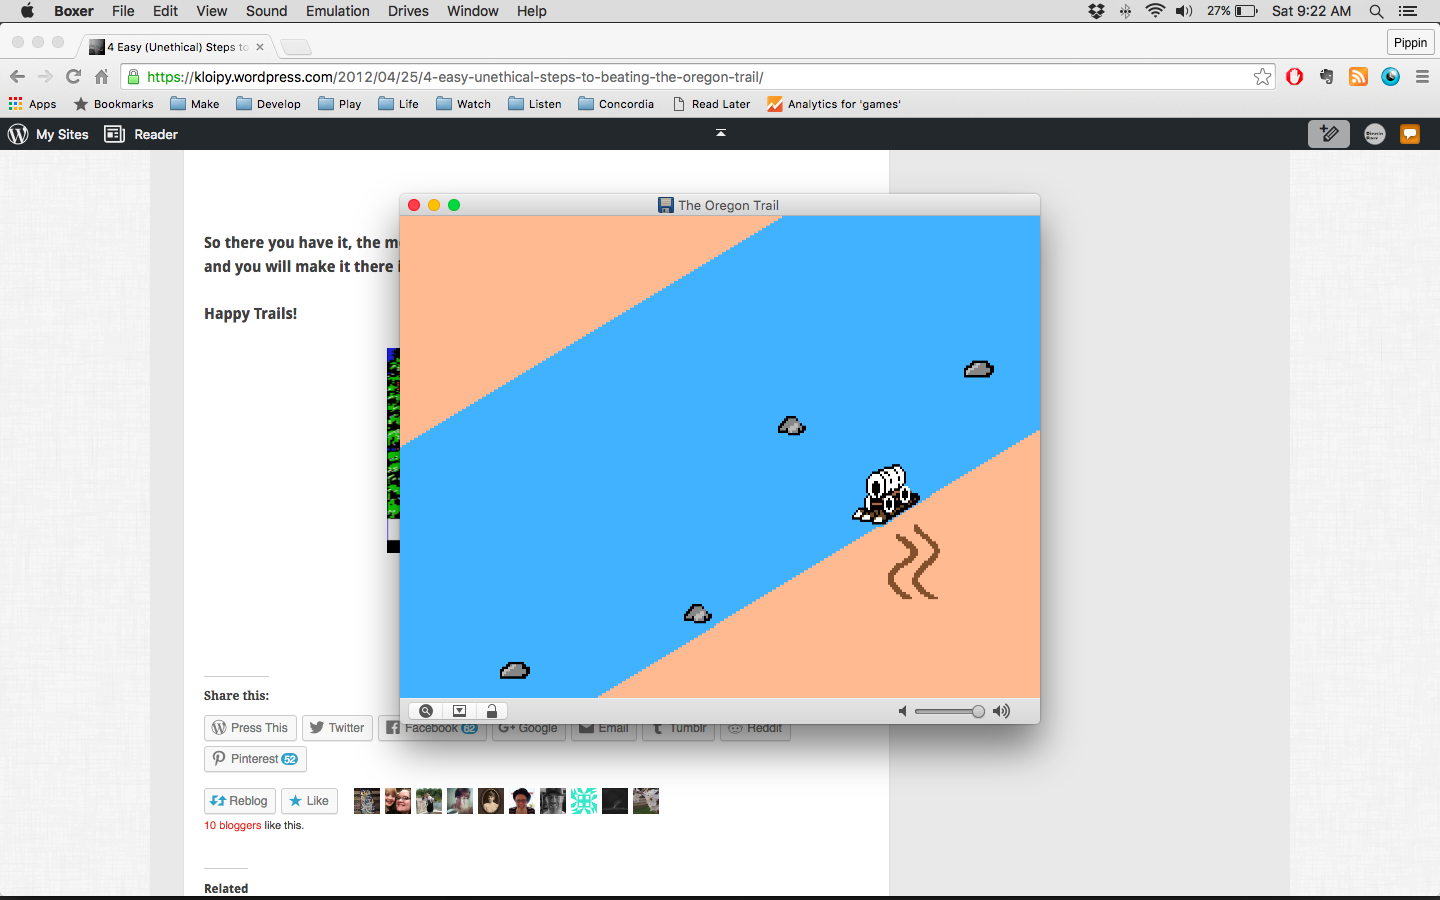 Boxer File Edit View Sound Emulation Drives Window Help 27% Sat 9:22 AM
4 Easy (Unethical) Steps to
Pippin
https://kloipy.wordpress.com/2012/04/25/4-easy-unethical-steps-to-beating-the-oregon-trail/
Apps Bookmarks Make Develop Play Life Watch Listen Concordia Read Later Analytics for 'games'
My Sites Reader
The Oregon Trail
So there you have it, the m
and you will make it there
Happy Trails!
Share this:
Press This Twitter Facebook 62 Google Email Tumblr Reddit
Pinterest 52
Reblog Like
10 bloggers like this.
Related